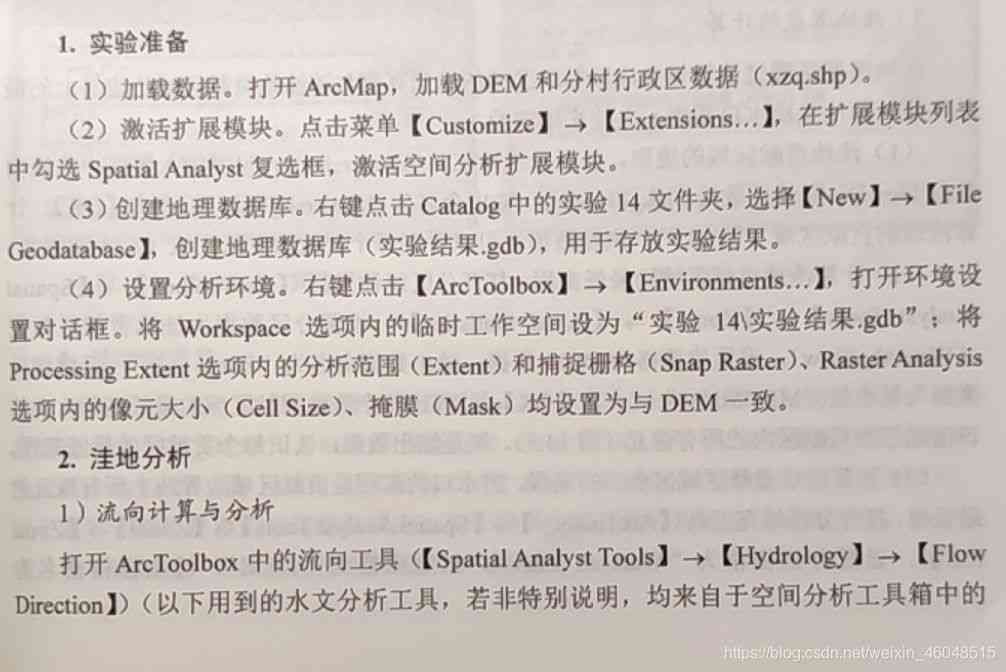 1. 实验准备
（1）加载数据。打开 ArcMap，加载 DEM 和分村行政区数据（xzq.shp）。
（2）激活扩展模块。点击菜单【Customize】→【Extensions…】，在扩展模块列表
中勾选 Spatial Analyst 复选框，激活空间分析扩展模块。
（3）创建地理数据库。右键点击 Catalog 中的实验 14 文件夹，选择【New】→【File
Geodatabase】，创建地理数据库（实验结果.gdb），用于存放实验结果。
（4）设置分析环境。右键点击【ArcToolbox】→【Environments…】，打开环境设
置对话框。将 Workspace 选项内的临时工作空间设为“实验 14\实验结果.gdb”；将
Processing Extent 选项内的分析范围（Extent）和捕捉栅格（Snap Raster）、Raster Analysis
选项内的像元大小（Cell Size）、掩膜（Mask）均设置为与 DEM 一致。
2. 洼地分析
1）流向计算与分析
打开 ArcToolbox 中的流向工具（【Spatial Analyst Tools】→【Hydrology】→【Flow
Direction】）（以下用到的水文分析工具，若非特别说明，均来自于空间分析工具箱中的
https://blog.csdn.net/weixin_46048515